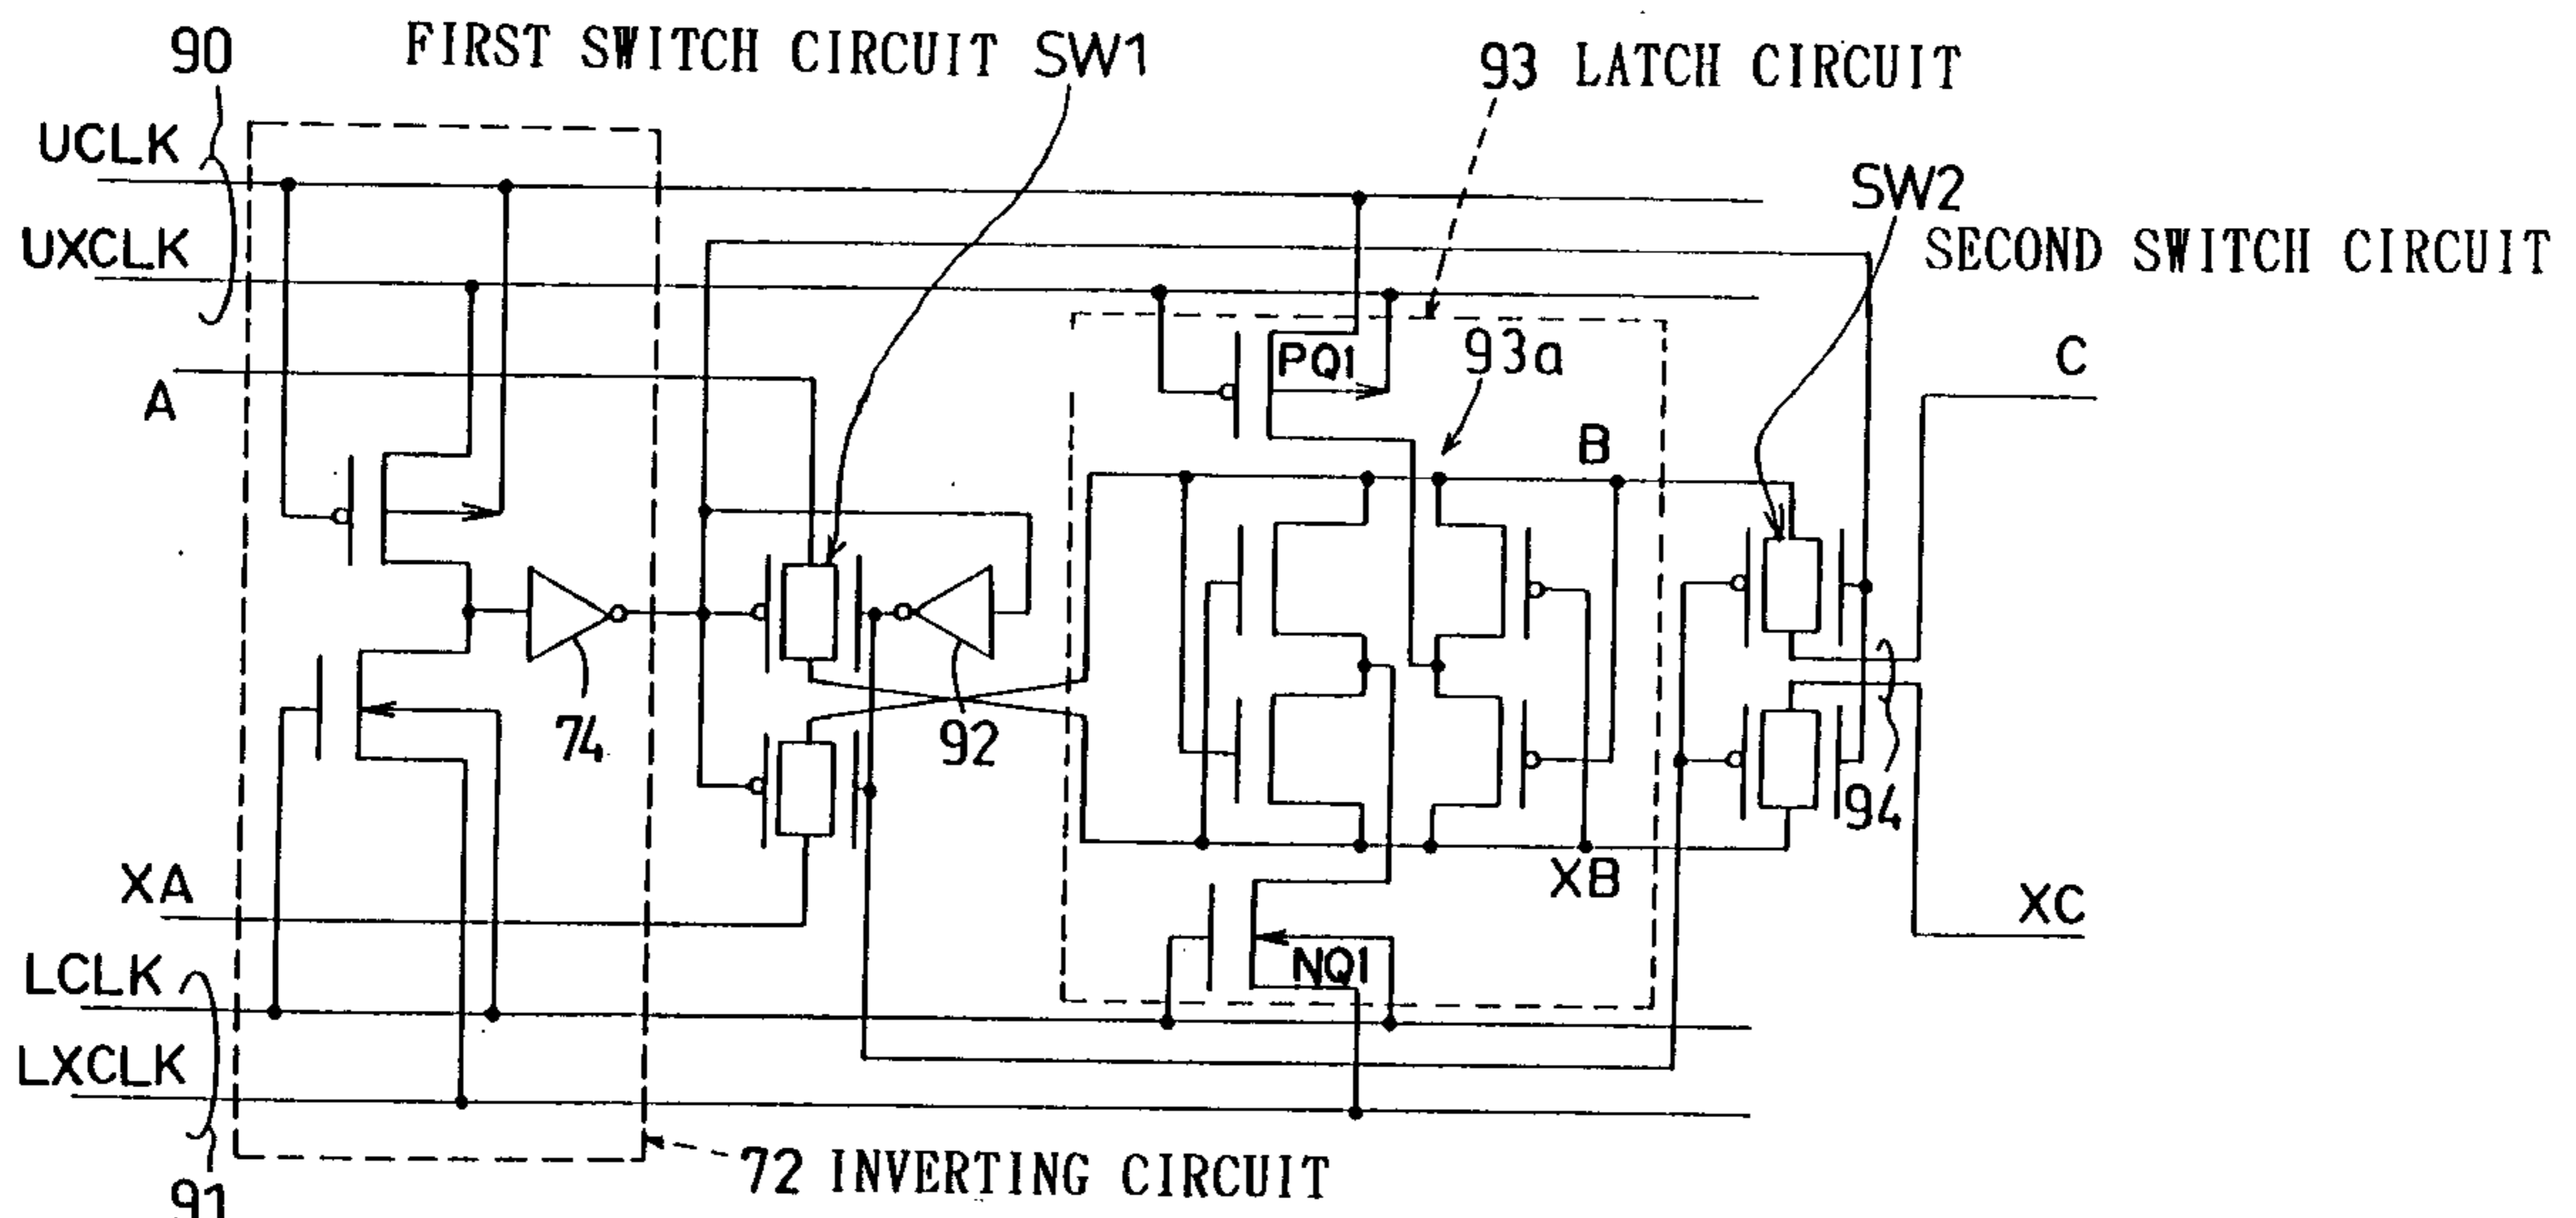 90
FIRST SWITCH CIRCUIT SW1
93 LATCH CIRCUIT
UCLK
SW2
UXCLK
SECOND SWITCH CIRCUIT
PQ1
93a
C
A
B
74
92
94
XA
XB
XC
LCLK
NQ1
LXCLK
72 INVERTING CIRCUIT
91